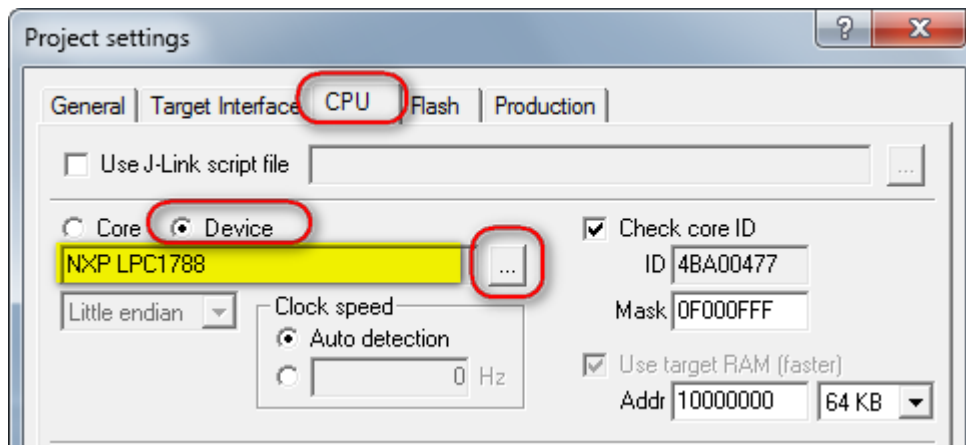 Project settings
General Target Interface CPU Flash Production
Use J-Link script file ...
Core Device
NXP LPC1788 ...
Little endian
Clock speed
Auto detection
0 Hz
Check core ID
ID 4BA00477
Mask 0F000FFF
Use target RAM (faster)
Addr 10000000 64 KB